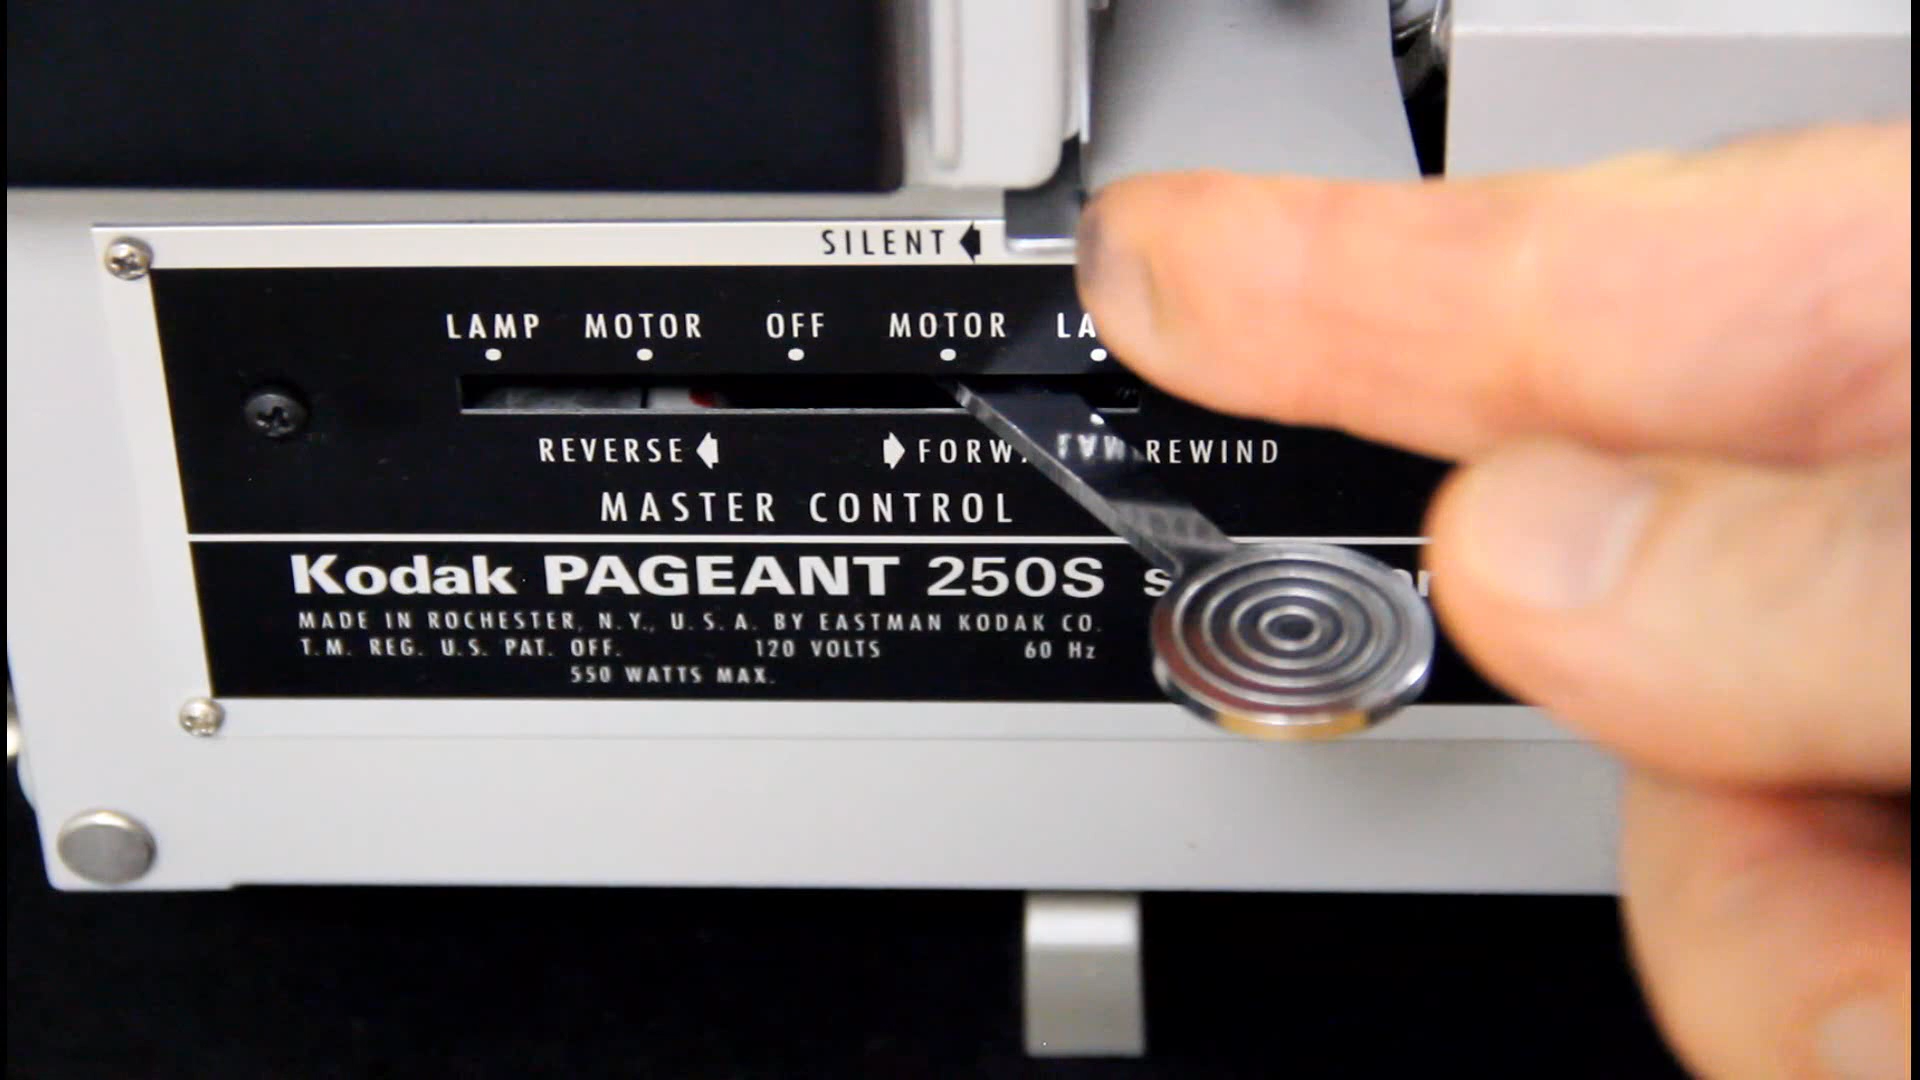 SILENT
LAMP MOTOR OFF MOTOR LA
REVERSE FORW REWIND
MASTER CONTROL
Kodak PAGEANT 250S s
MADE IN ROCHESTER, N.Y., U.S.A. BY EASTMAN KODAK CO.
T.M. REG. U.S. PAT. OFF. 120 VOLTS 60 Hz
550 WATTS MAX.